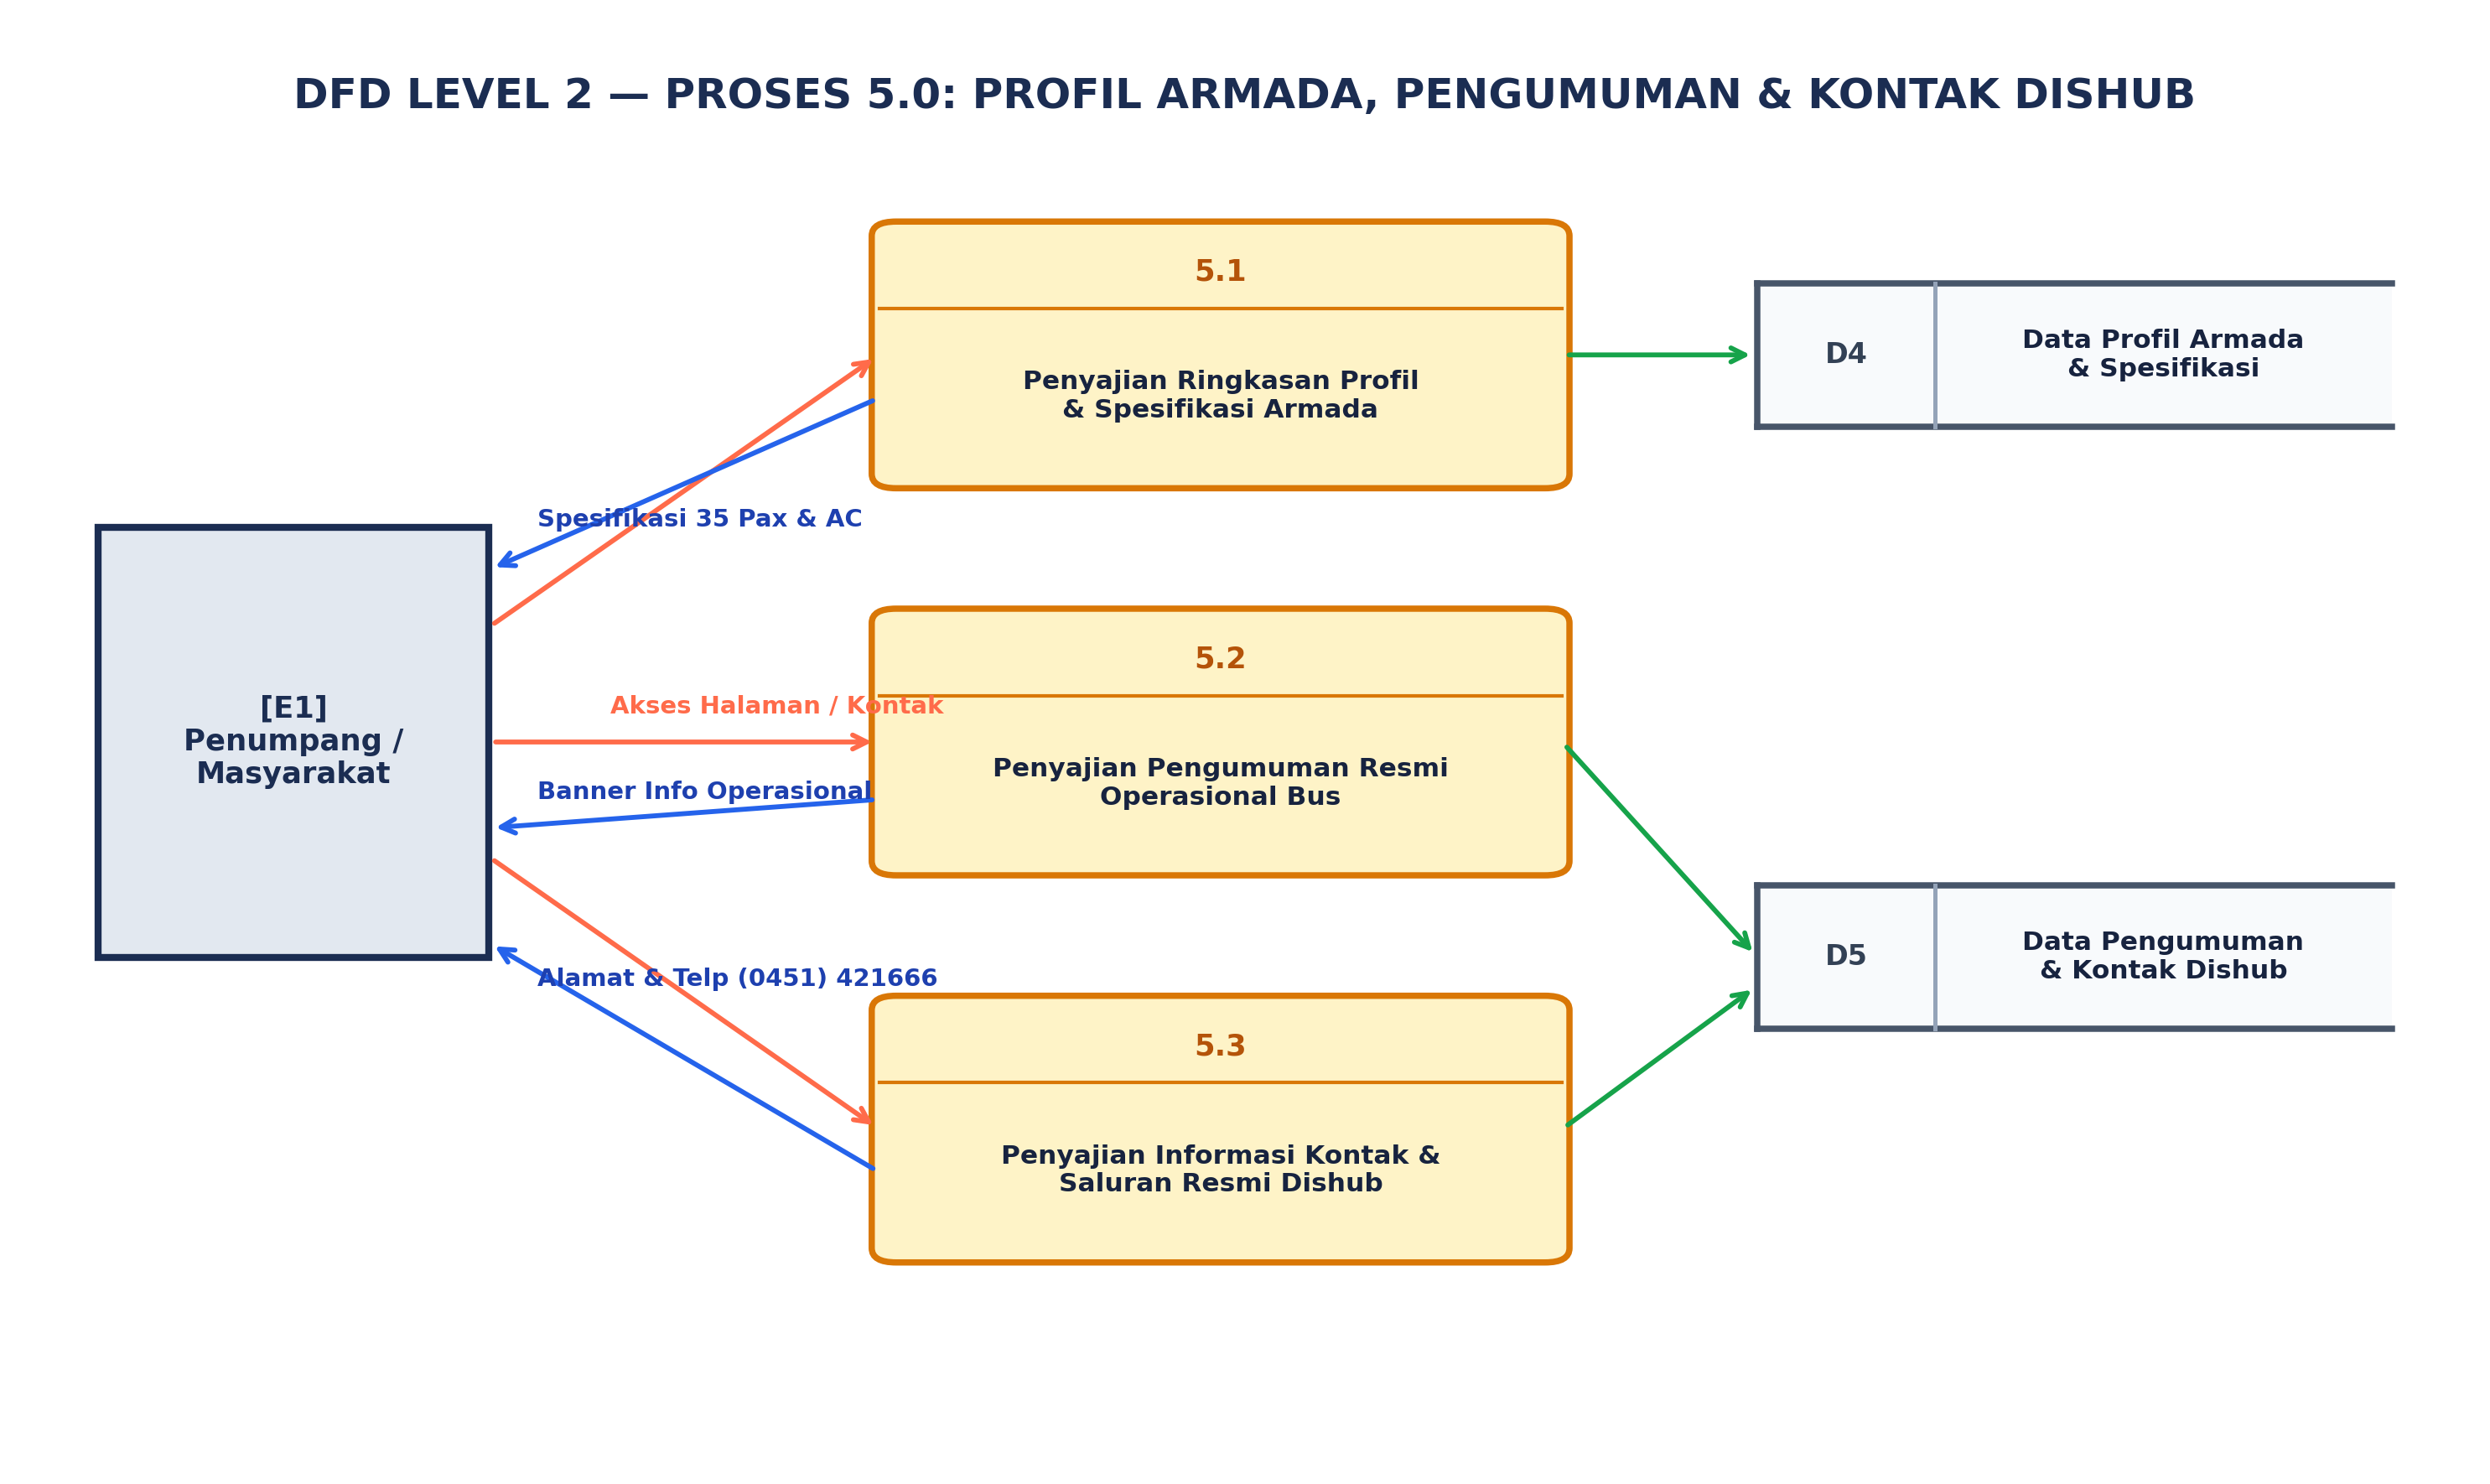 DFD LEVEL 2 — PROSES 5.0: PROFIL ARMADA, PENGUMUMAN & KONTAK DISHUB
5.1
Penyajian Ringkasan Profil
& Spesifikasi Armada
D4
Data Profil Armada
& Spesifikasi
Spesifikasi 35 Pax & AC
[E1]
Penumpang /
Masyarakat
Akses Halaman / Kontak
Banner Info Operasional
5.2
Penyajian Pengumuman Resmi
Operasional Bus
D5
Data Pengumuman
& Kontak Dishub
Alamat & Telp (0451) 421666
5.3
Penyajian Informasi Kontak &
Saluran Resmi Dishub